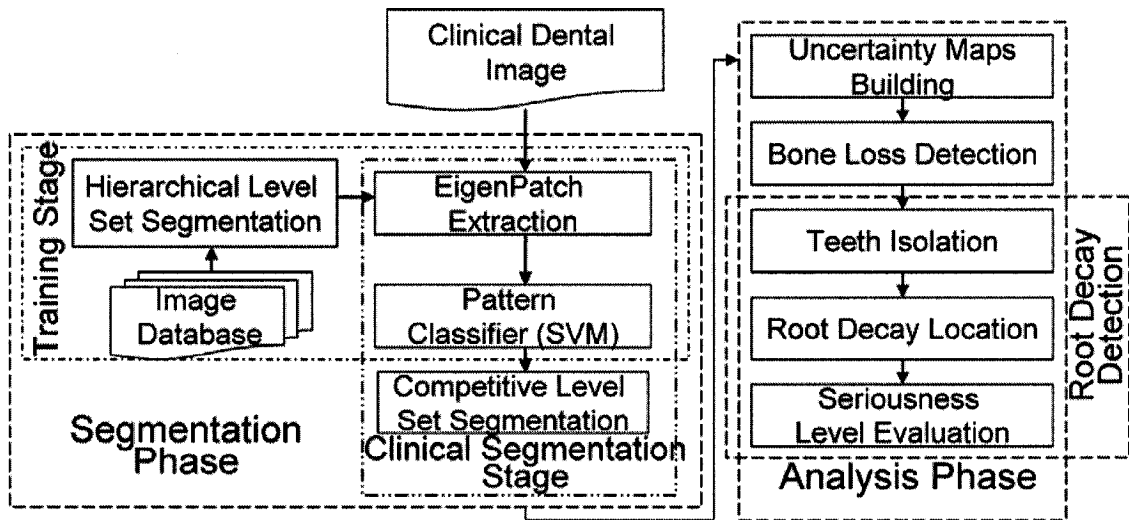 Clinical Dental
Image
Training Stage
Hierarchical Level
Set Segmentation
Image
Database
EigenPatch
Extraction
Pattern
Classifier (SVM)
Competitive Level
Set Segmentation
Segmentation
Phase
Clinical Segmentation
Stage
Uncertainty Maps
Building
Bone Loss Detection
Teeth Isolation
Root Decay Location
Seriousness
Level Evaluation
Root Decay
Detection
Analysis Phase